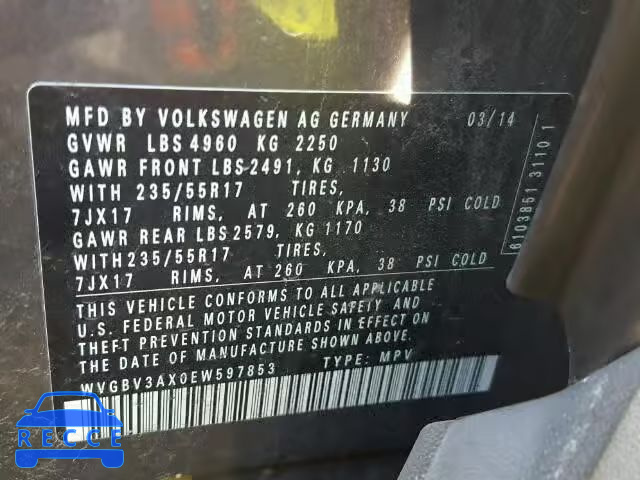 MFD BY VOLKSWAGEN AG GERMANY 03/14
GVWR LBS 4960 KG 2250
GAWR FRONT LBS 2491, KG 1130
WITH 235/55R17 TIRES,
7JX17 RIMS, AT 260 KPA, 38 PSI COLD
GAWR REAR LBS 2579, KG 1170
WITH 235/55R17 TIRES,
7JX17 RIMS, AT 260 KPA, 38 PSI COLD
THIS VEHICLE CONFORMS TO ALL APPLICABLE
U.S. FEDERAL MOTOR VEHICLE SAFETY AND
THEFT PREVENTION STANDARDS IN EFFECT ON
THE DATE OF MANUFACTURE SHOWN ABOVE.
WVGBV3AX0EW597853 TYPE: MPV
6103851 31101
RECCE